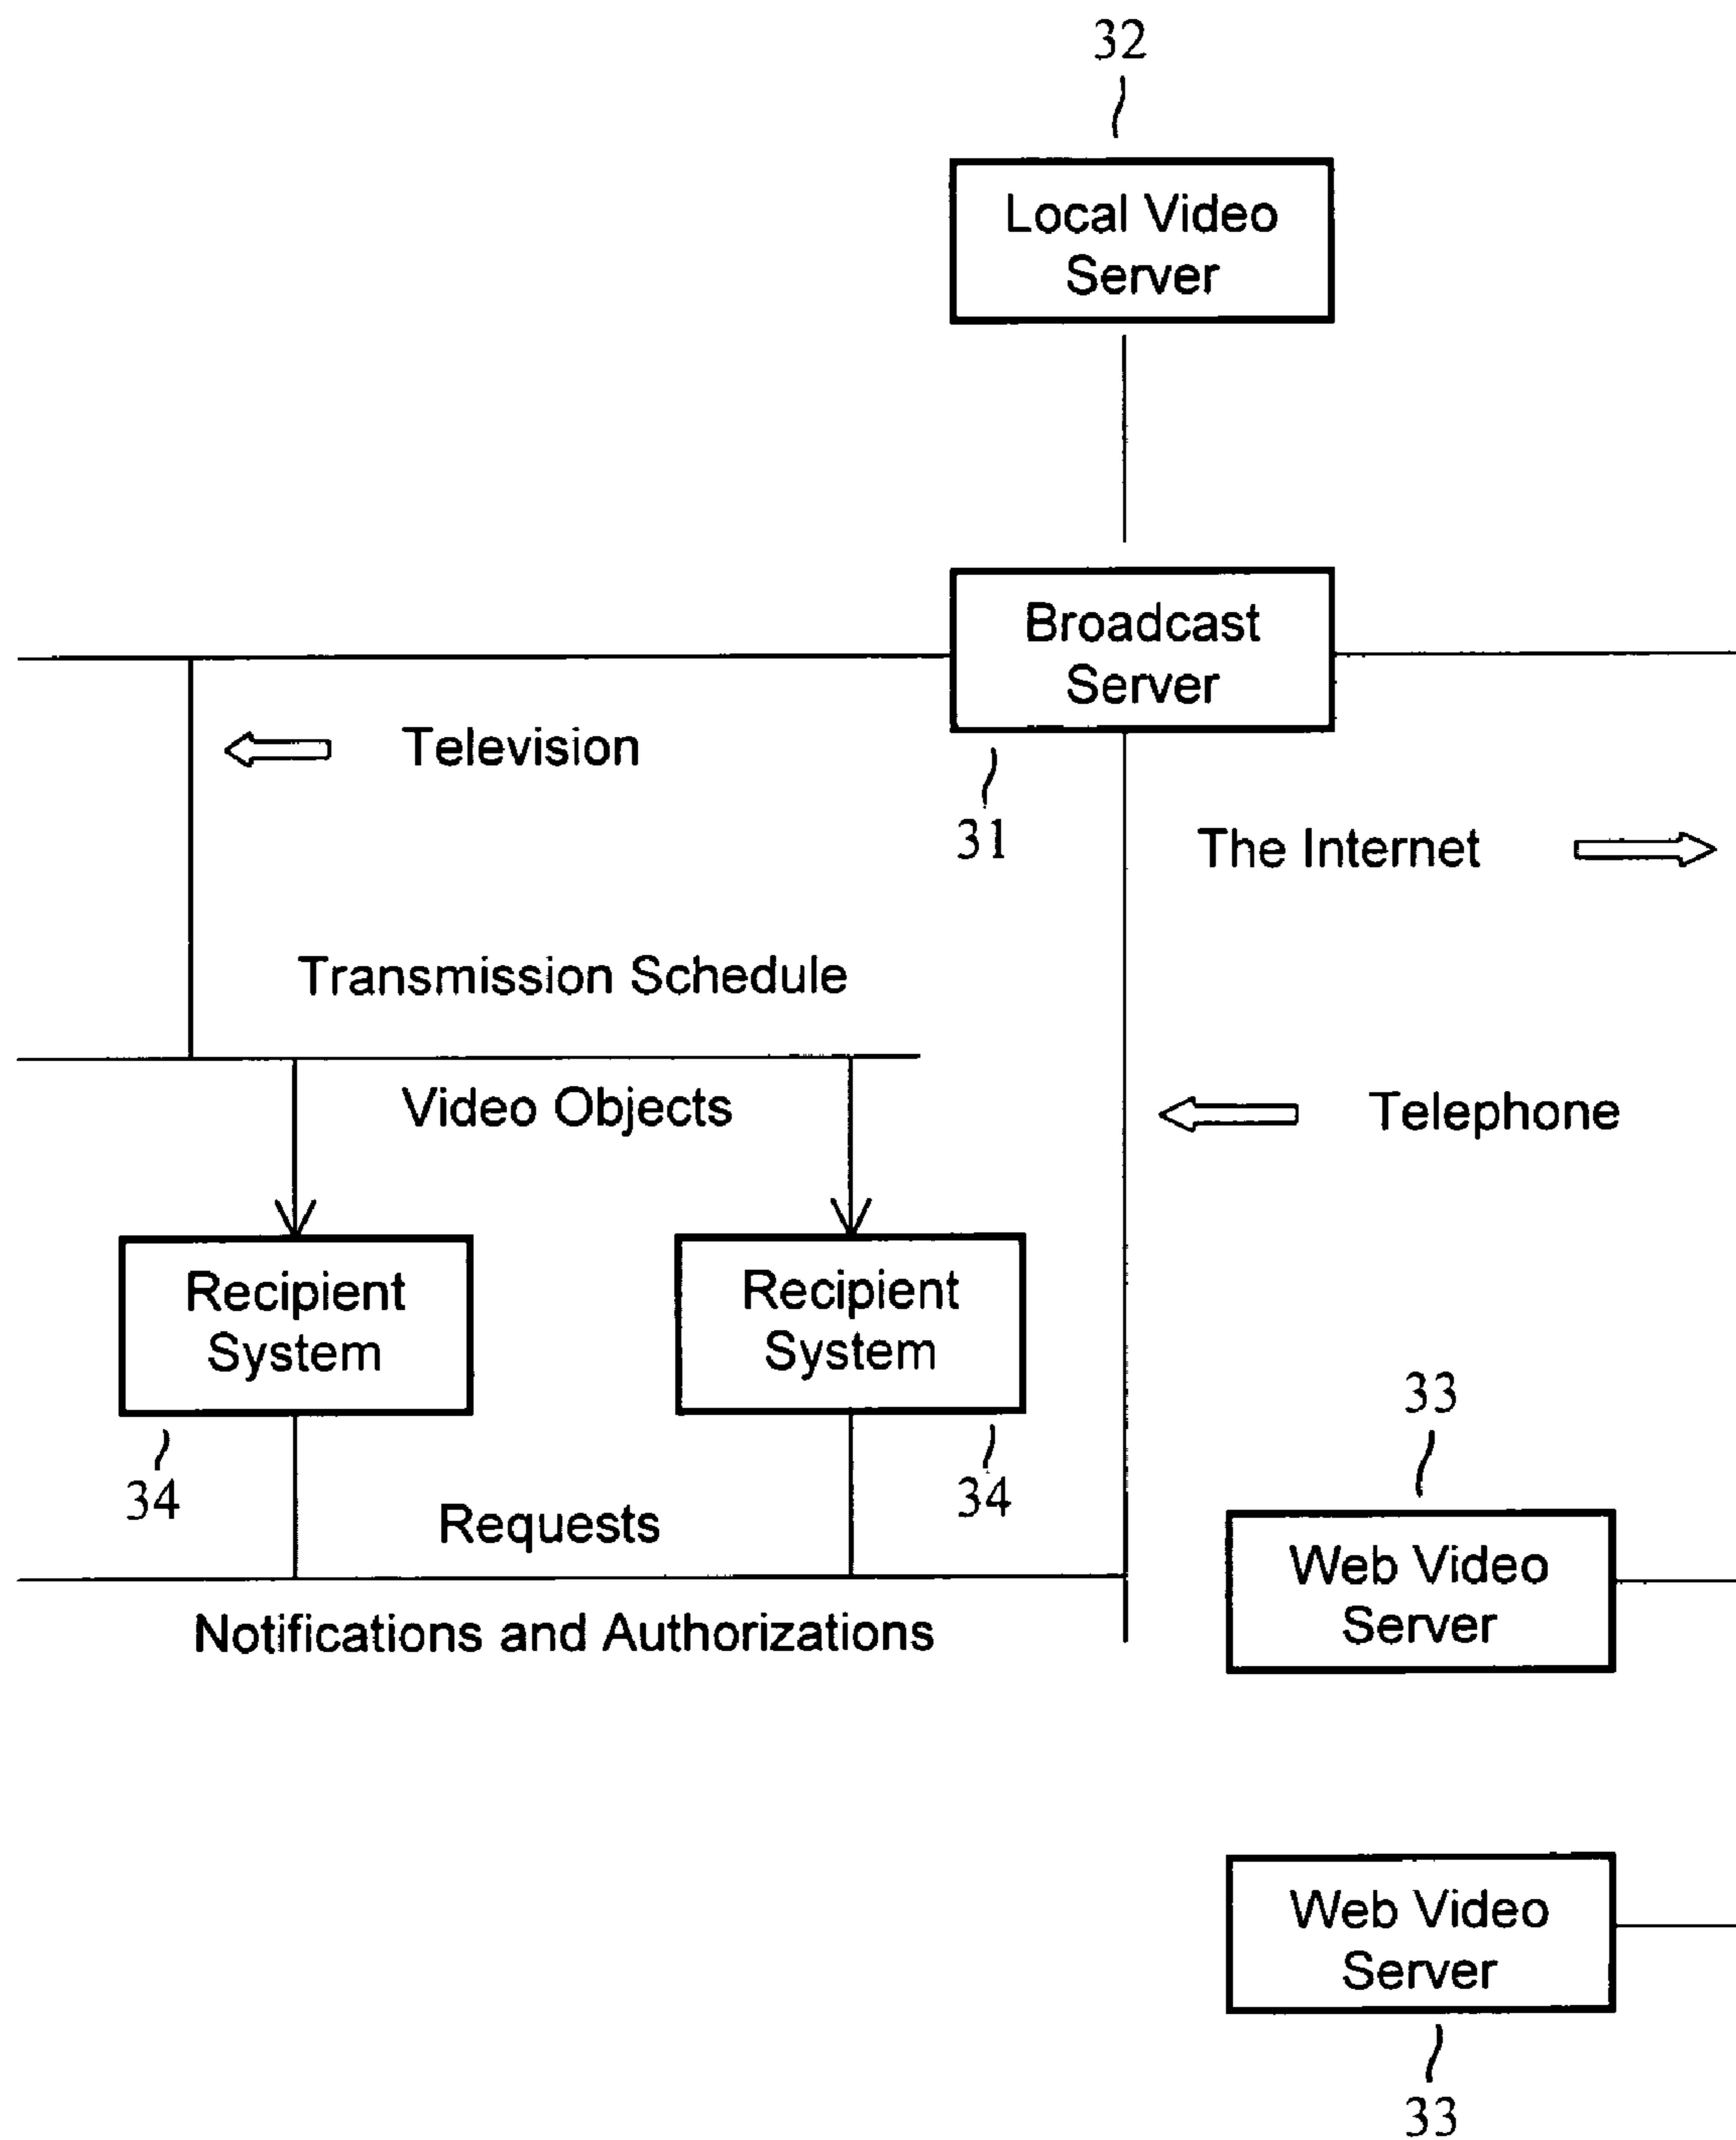 32
Local Video
Server
Broadcast
Server
Television
31
The Internet
Transmission Schedule
Video Objects
Telephone
Recipient
System
Recipient
System
33
34
34
Requests
Web Video
Server
Notifications and Authorizations
Web Video
Server
33